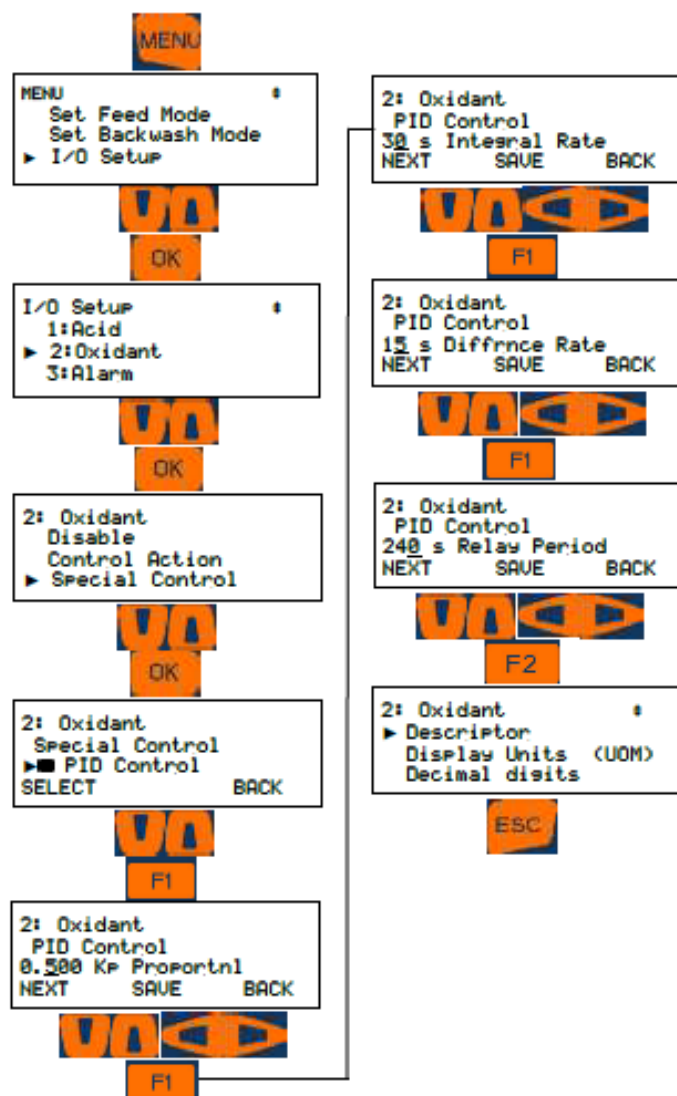 MENU
MENU
Set Feed Mode
Set Backwash Mode
► I/O Setup
OK
I/O Setup
1:Acid
► 2:Oxidant
3:Alarm
OK
2: Oxidant
Disable
Control Action
► Special Control
OK
2: Oxidant
Special Control
►■ PID Control
SELECT BACK
F1
2: Oxidant
PID Control
0.500 Kp Proportnl
NEXT SAVE BACK
F1
2: Oxidant
PID Control
30 s Integral Rate
NEXT SAVE BACK
F1
2: Oxidant
PID Control
15 s Diffrnce Rate
NEXT SAVE BACK
F1
2: Oxidant
PID Control
240 s Relay Period
NEXT SAVE BACK
F2
2: Oxidant
► Descriptor
Display Units (UOM)
Decimal digits
ESC